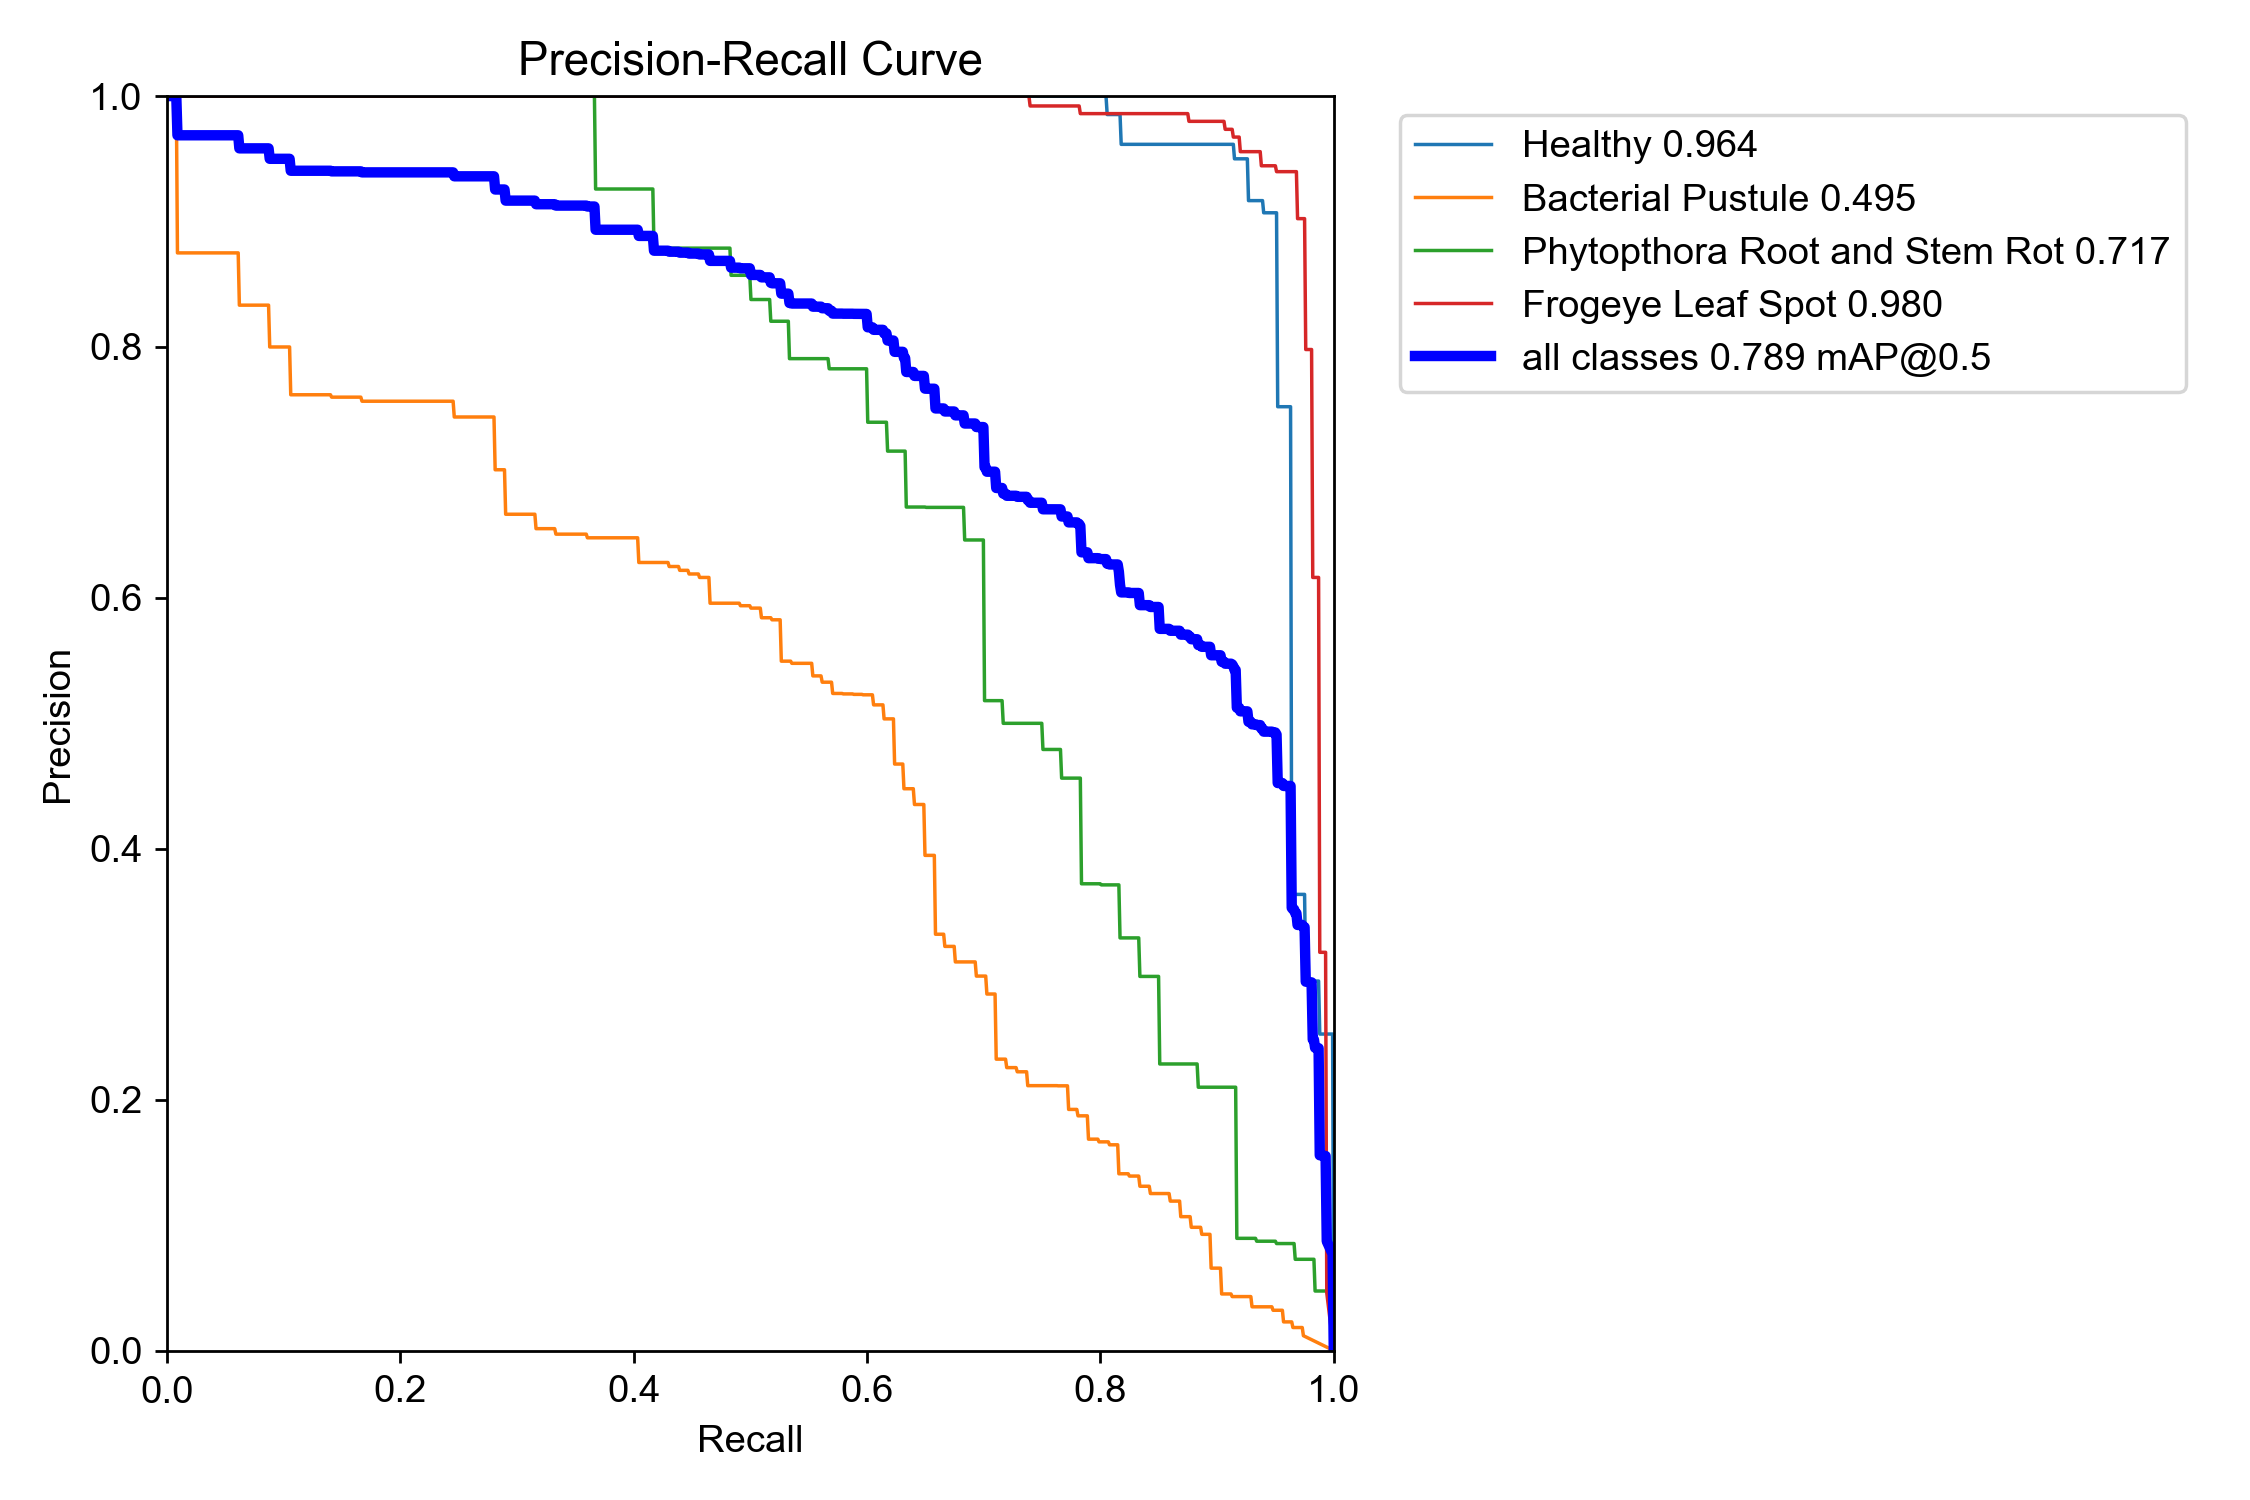 Precision-Recall Curve
1.0
0.8
0.6
0.4
0.2
0.0
Precision
0.0 0.2 0.4 0.6 0.8 1.0
Recall
Healthy 0.964
Bacterial Pustule 0.495
Phytopthora Root and Stem Rot 0.717
Frogeye Leaf Spot 0.980
all classes 0.789 mAP@0.5